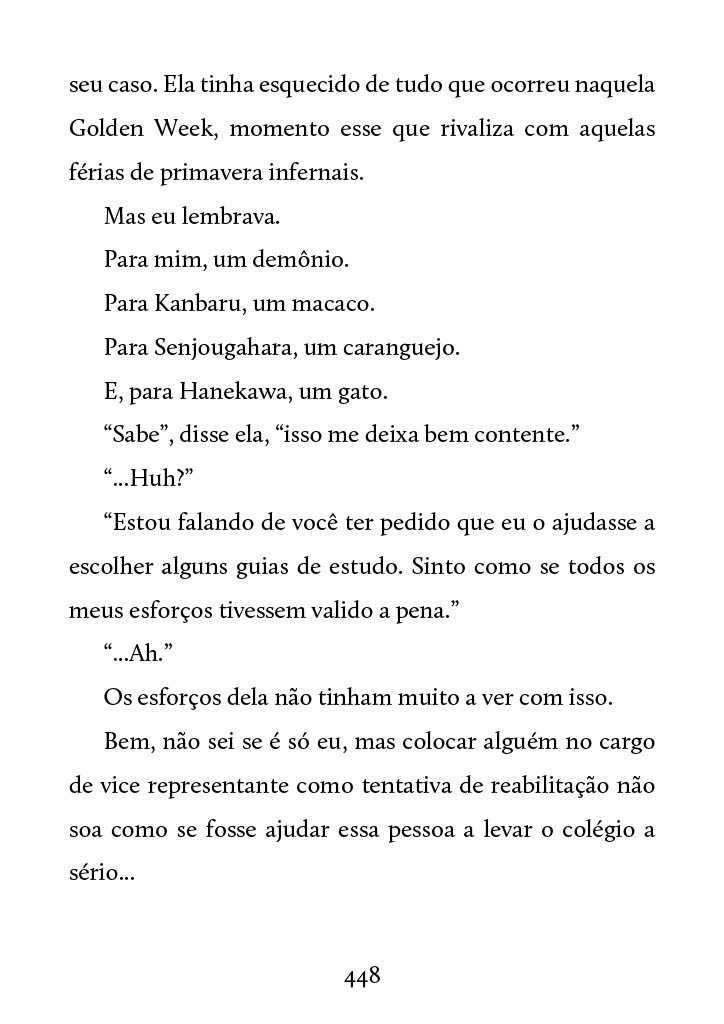 seu caso. Ela tinha esquecido de tudo que ocorreu naquela
Golden Week, momento esse que rivaliza com aquelas
férias de primavera infernais.
Mas eu lembrava.
Para mim, um demônio.
Para Kanbaru, um macaco.
Para Senjougahara, um caranguejo.
E, para Hanekawa, um gato.
“Sabe”, disse ela, “isso me deixa bem contente.”
“...Huh?”
“Estou falando de você ter pedido que eu o ajudasse a
escolher alguns guias de estudo. Sinto como se todos os
meus esforços tivessem valido a pena.”
“...Ah.”
Os esforços dela não tinham muito a ver com isso.
Bem, não sei se é só eu, mas colocar alguém no cargo
de vice representante como tentativa de reabilitação não
soa como se fosse ajudar essa pessoa a levar o colégio a
sério...
448